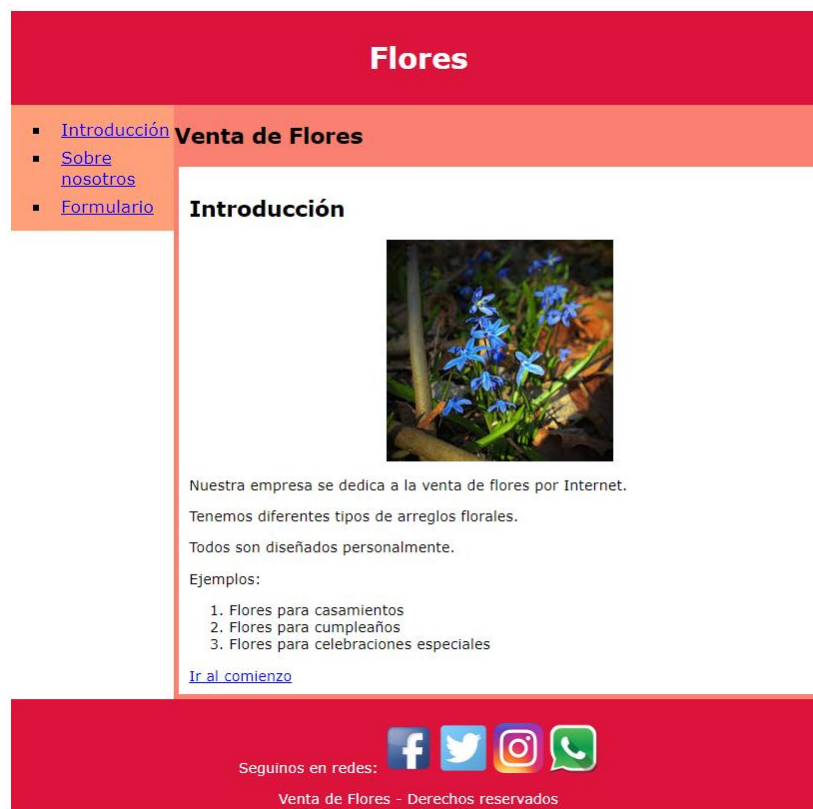 Flores
Introducción
Sobre
nosotros
Formulario
Venta de Flores
Introducción
Nuestra empresa se dedica a la venta de flores por Internet.
Tenemos diferentes tipos de arreglos florales.
Todos son diseñados personalmente.
Ejemplos:
1. Flores para casamientos
2. Flores para cumpleaños
3. Flores para celebraciones especiales
Ir al comienzo
Seguinos en redes:
Venta de Flores - Derechos reservados